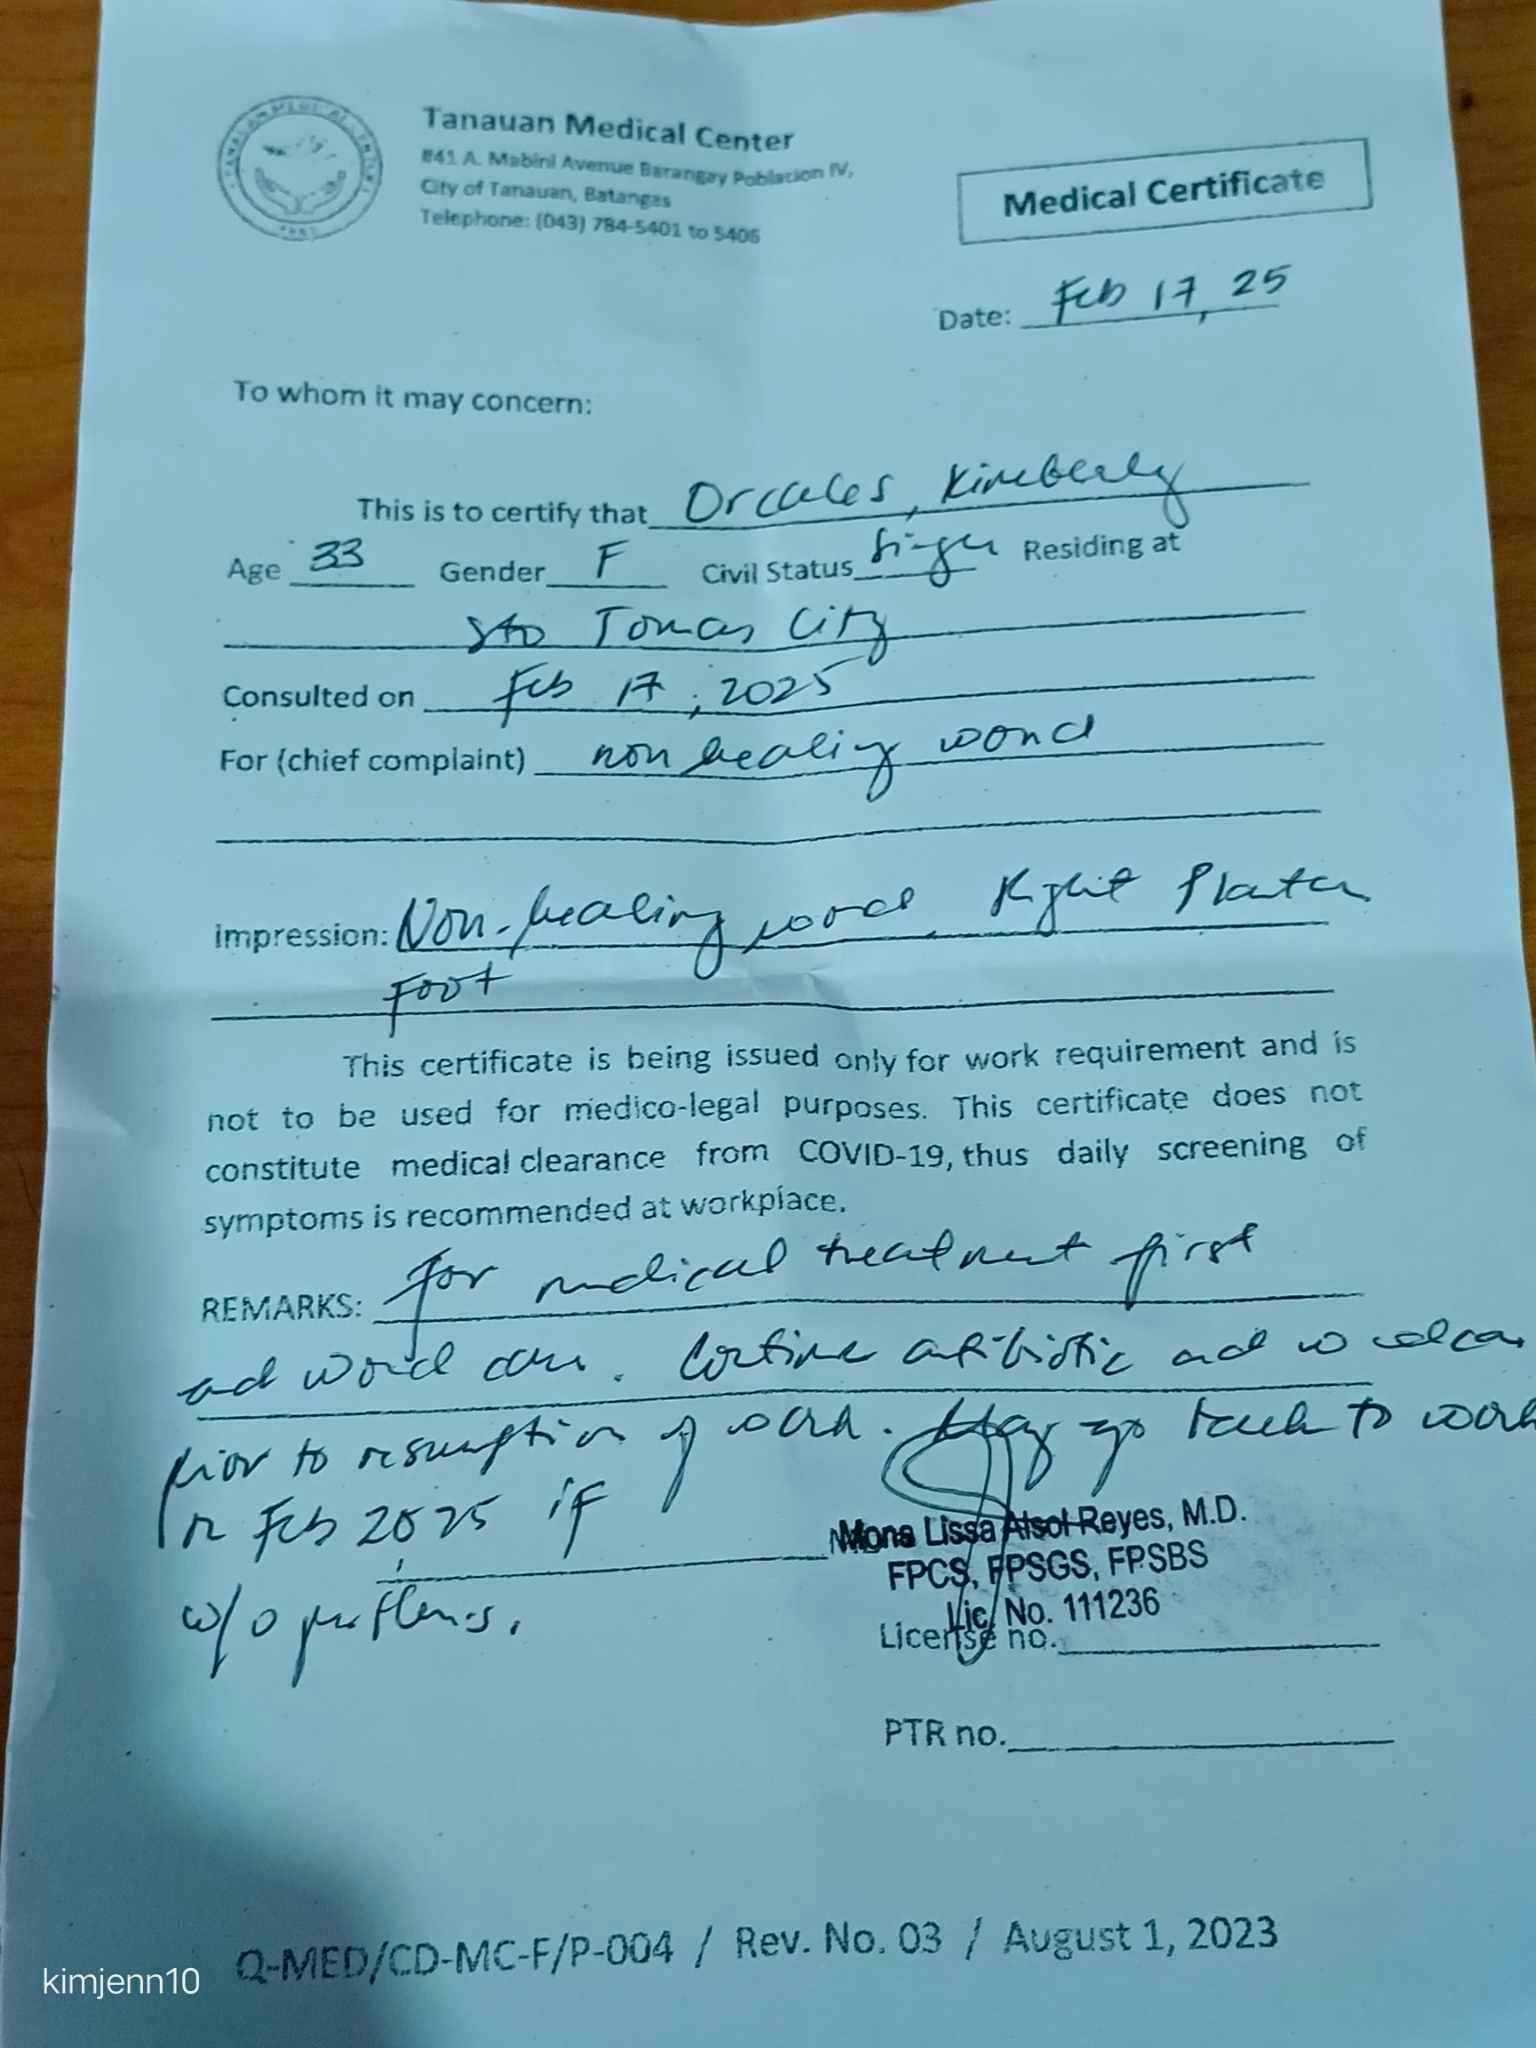 Tanauan Medical Center
#41 A. Mabini Avenue Barangay Poblacion IV,
City of Tanauan, Batangas
Telephone: (043) 784-5401 to 5406
Medical Certificate
Date: Feb 17, 25
To whom it may concern:
This is to certify that Orcales, Kimberly
Age 33 Gender F Civil Status Single Residing at
Sto Tomas City
Consulted on Feb 17, 2025
For (chief complaint) non healing wound
Impression: Non-healing wound Right Plantar
Foot
This certificate is being issued only for work requirement and is
not to be used for medico-legal purposes. This certificate does not
constitute medical clearance from COVID-19, thus daily screening of
symptoms is recommended at workplace.
REMARKS: for medical treatment first
and wound care. Continue antibiotic and wound care
prior to resumption of work. May go back to work
on Feb 2025 if
w/o problems.
Mona Lissa Alsol-Reyes, M.D.
FPCS, FPSGS, FPSBS
Lic. No. 111236
License no.
PTR no.
Q-MED/CD-MC-F/P-004 / Rev. No. 03 / August 1, 2023
kimjenn10